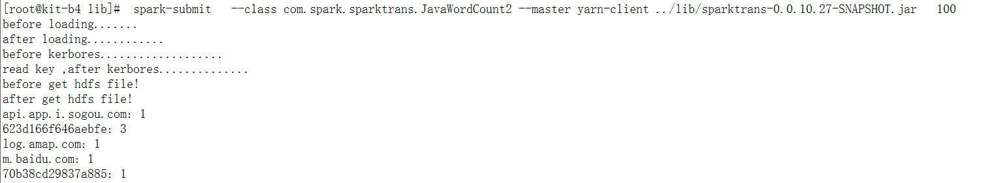 [root@kit-b4 lib]#  spark-submit   --class com.spark.sparktrans.JavaWordCount2 --master yarn-client ../lib/sparktrans-0.0.10.27-SNAPSHOT.jar   100
before loading.......
after loading............
before kerbores...................
read key ,after kerbores..............
before get hdfs file!
after get hdfs file!
api.app.i.sogou.com: 1
623d166f646aebfe: 3
log.amap.com: 1
m.baidu.com: 1
70b38cd29837a885: 1